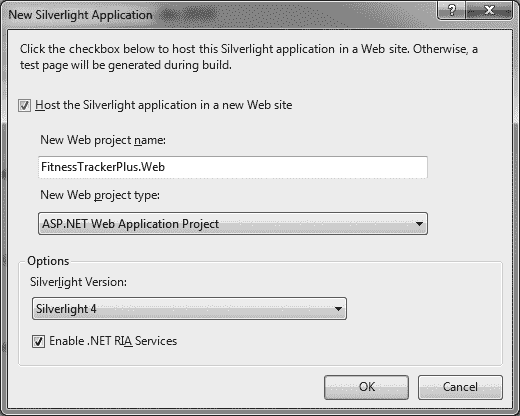 New Silverlight Application
Click the checkbox below to host this Silverlight application in a Web site. Otherwise, a
test page will be generated during build.
Host the Silverlight application in a new Web site
New Web project name:
FitnessTrackerPlus.Web
New Web project type:
ASP.NET Web Application Project
Options
Silverlight Version:
Silverlight 4
Enable .NET RIA Services
OK
Cancel